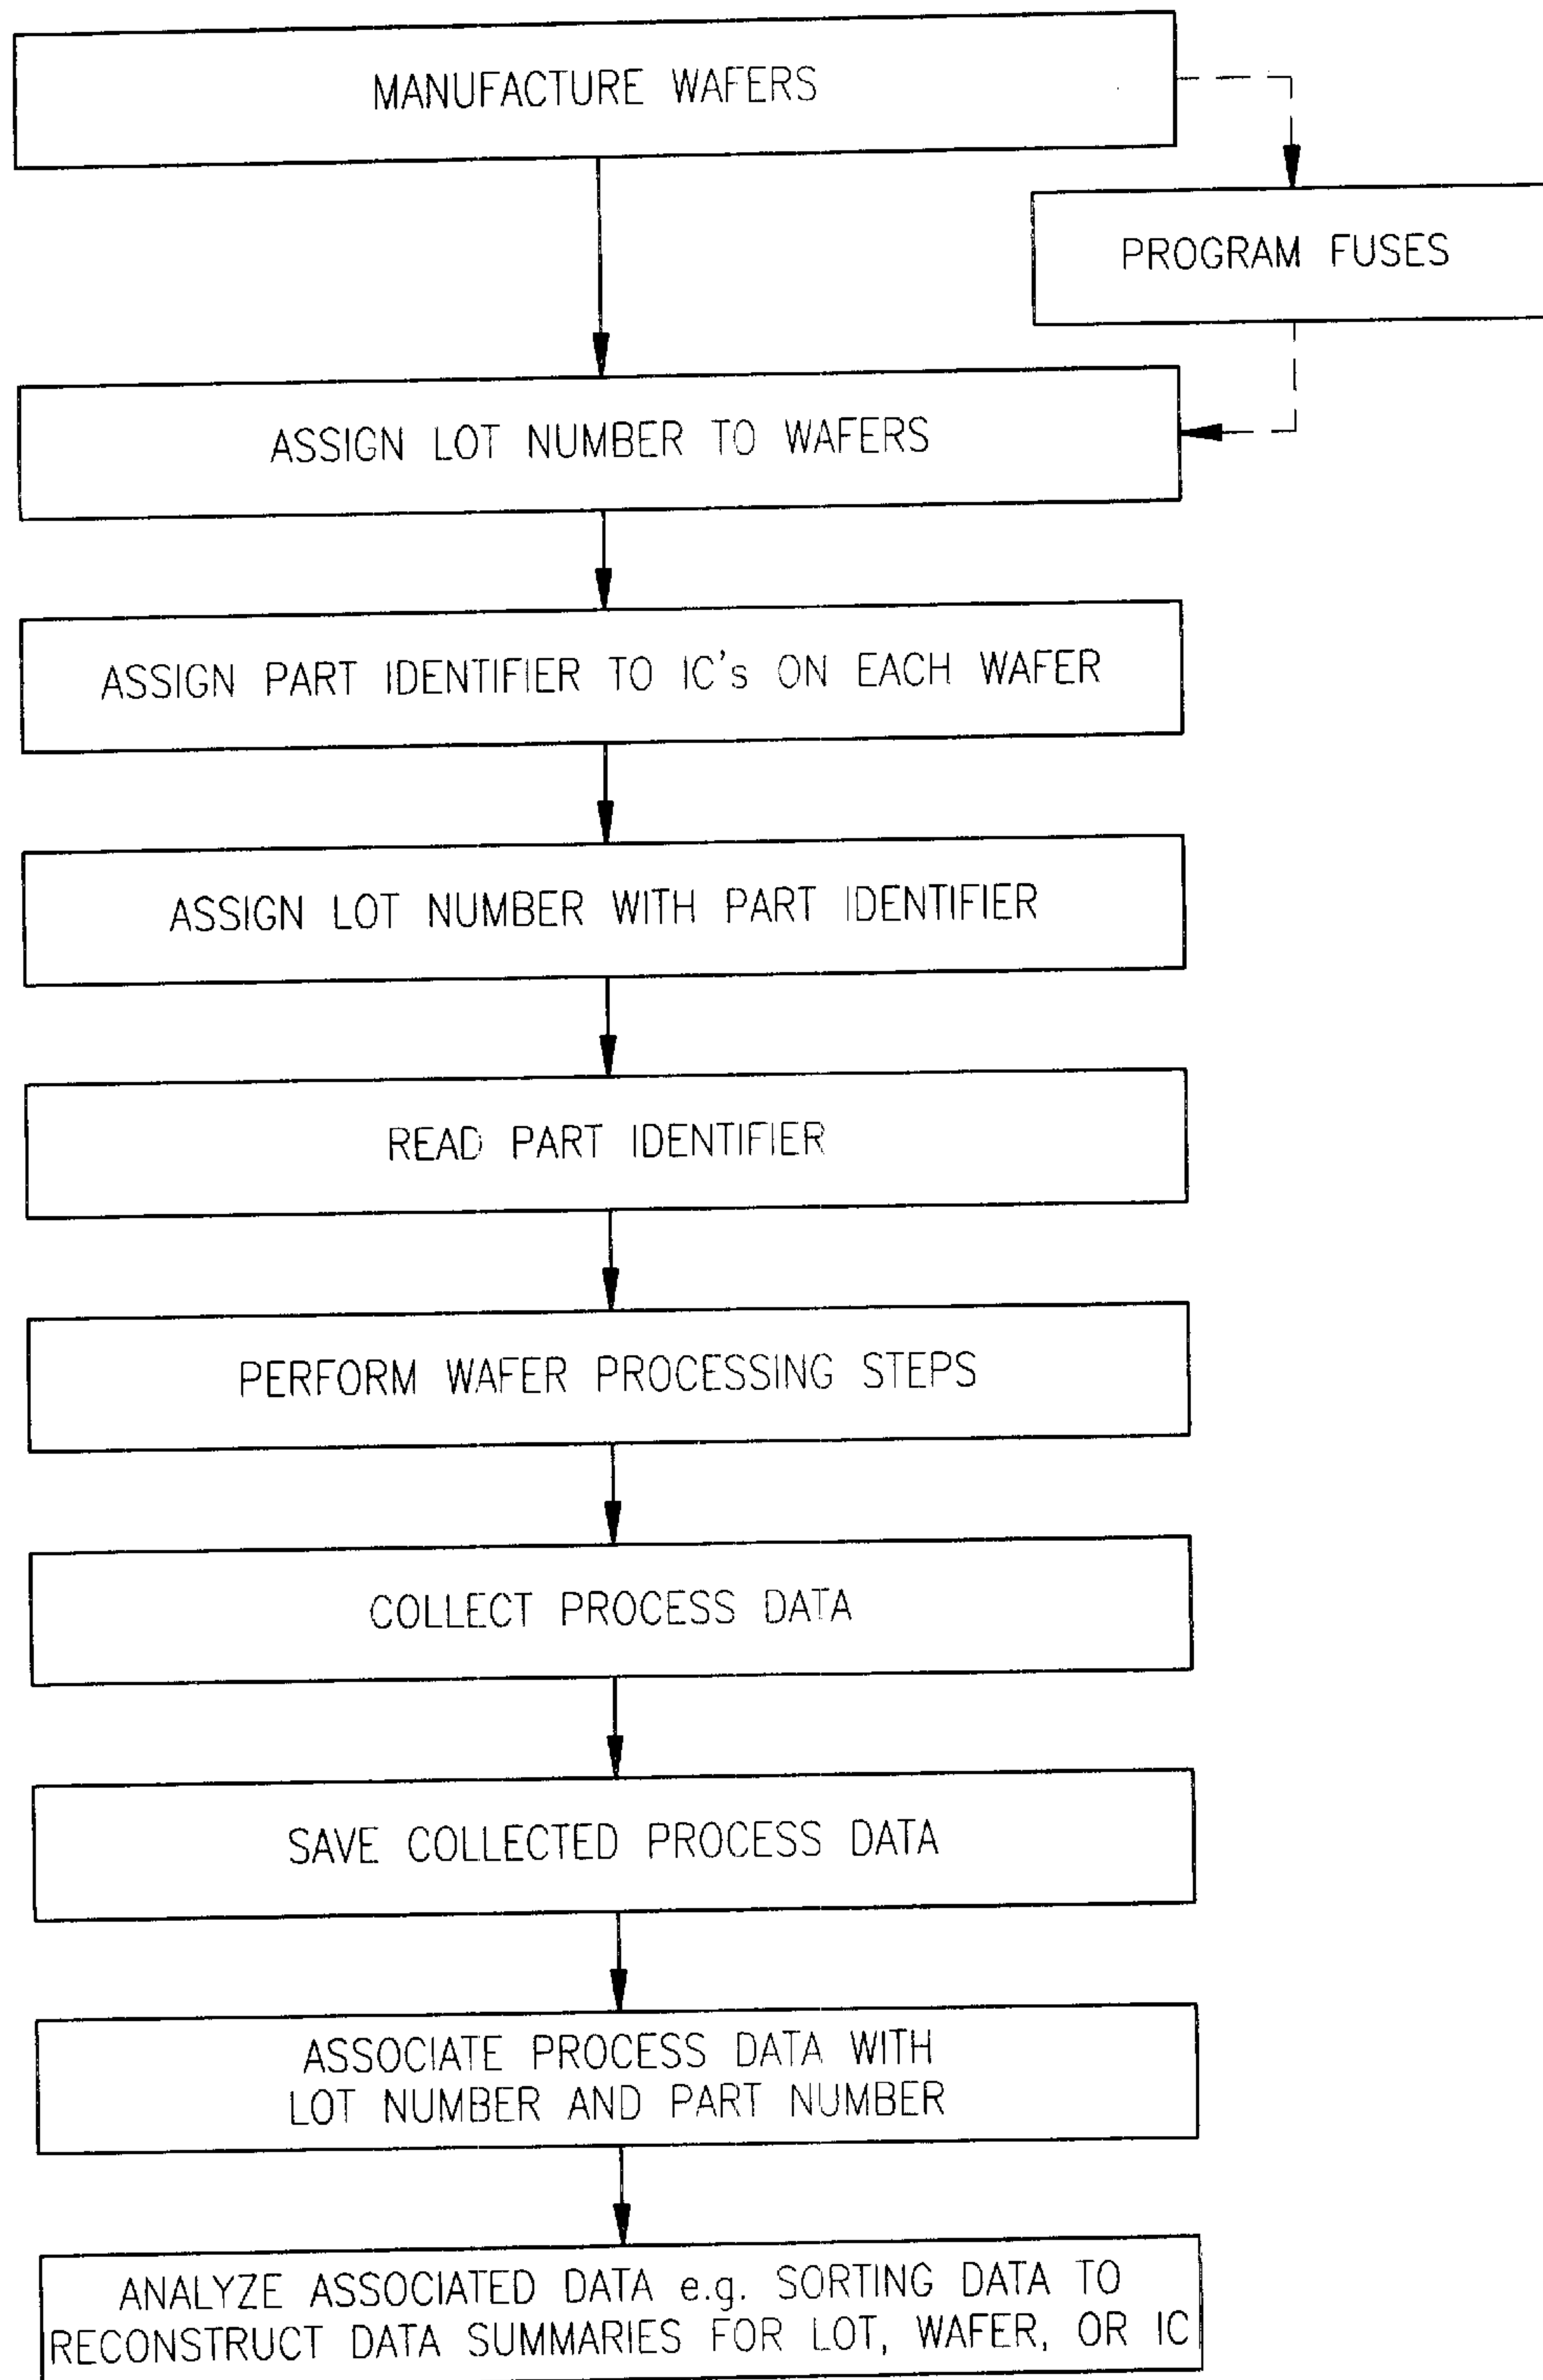 MANUFACTURE WAFERS
PROGRAM FUSES
ASSIGN LOT NUMBER TO WAFERS
ASSIGN PART IDENTIFIER TO IC's ON EACH WAFER
ASSIGN LOT NUMBER WITH PART IDENTIFIER
READ PART IDENTIFIER
PERFORM WAFER PROCESSING STEPS
COLLECT PROCESS DATA
SAVE COLLECTED PROCESS DATA
ASSOCIATE PROCESS DATA WITH
LOT NUMBER AND PART NUMBER
ANALYZE ASSOCIATED DATA e.g. SORTING DATA TO
RECONSTRUCT DATA SUMMARIES FOR LOT, WAFER, OR IC